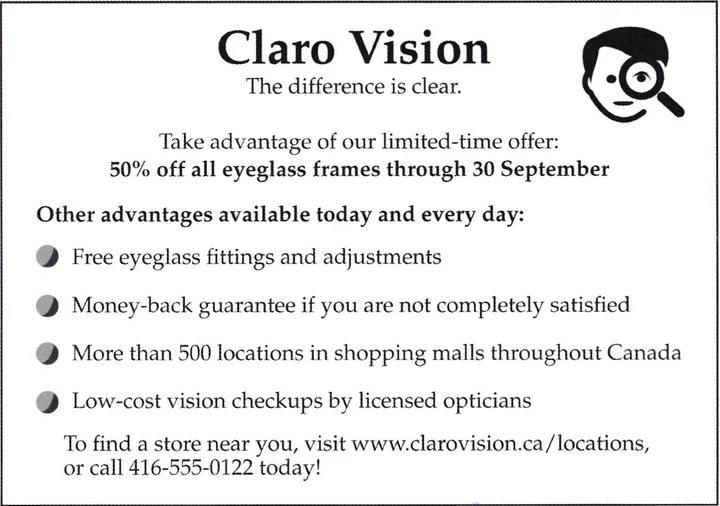 Claro Vision
The difference is clear.
Take advantage of our limited-time offer:
50% off all eyeglass frames through 30 September
Other advantages available today and every day:
Free eyeglass fittings and adjustments
Money-back guarantee if you are not completely satisfied
More than 500 locations in shopping malls throughout Canada
Low-cost vision checkups by licensed opticians
To find a store near you, visit www.clarovision.ca/locations,
or call 416-555-0122 today!